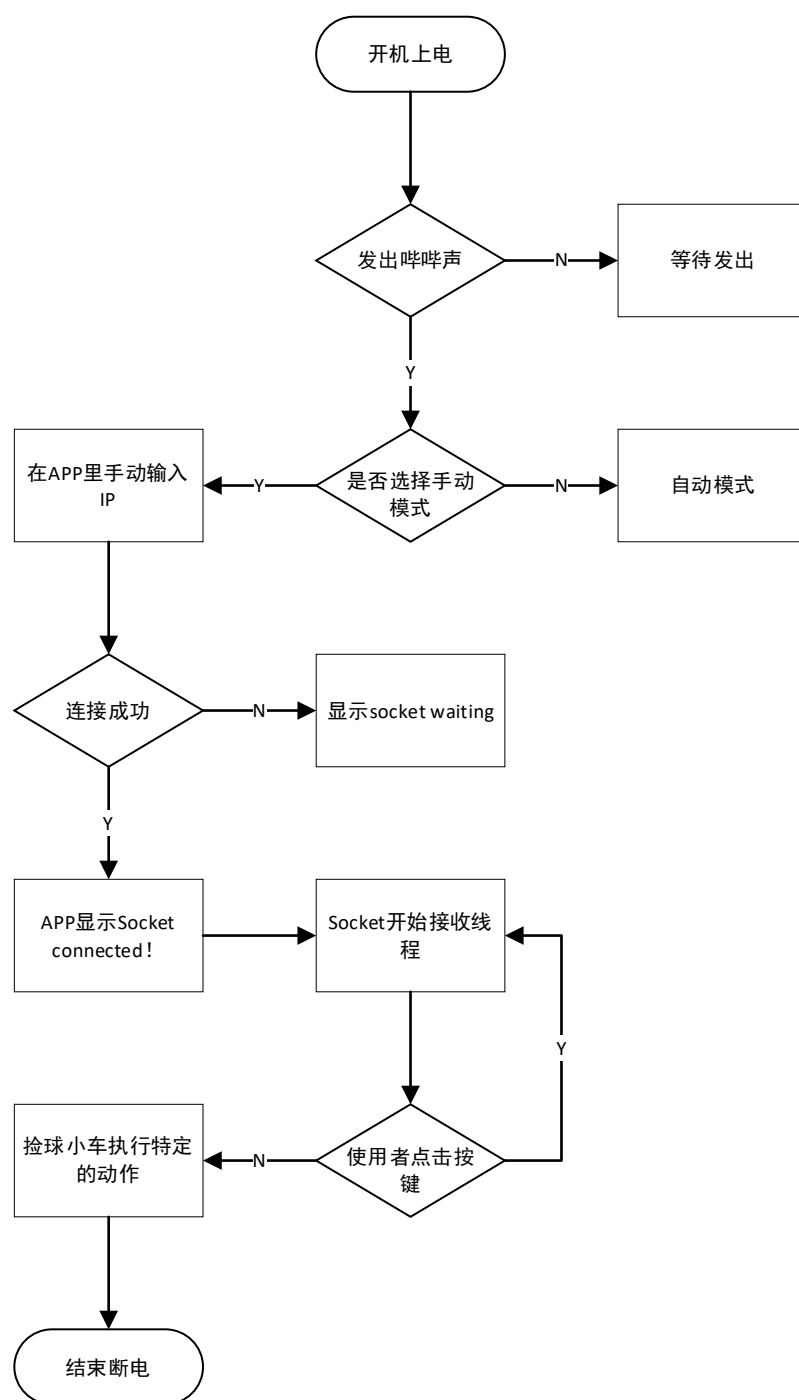 开机上电
发出哔哔声
N
等待发出
Y
在APP里手动输入
IP
Y
是否选择手动
模式
N
自动模式
连接成功
N
显示socket waiting
Y
APP显示Socket
connected！
Socket开始接收线
程
Y
捡球小车执行特定
的动作
N
使用者点击按
键
结束断电